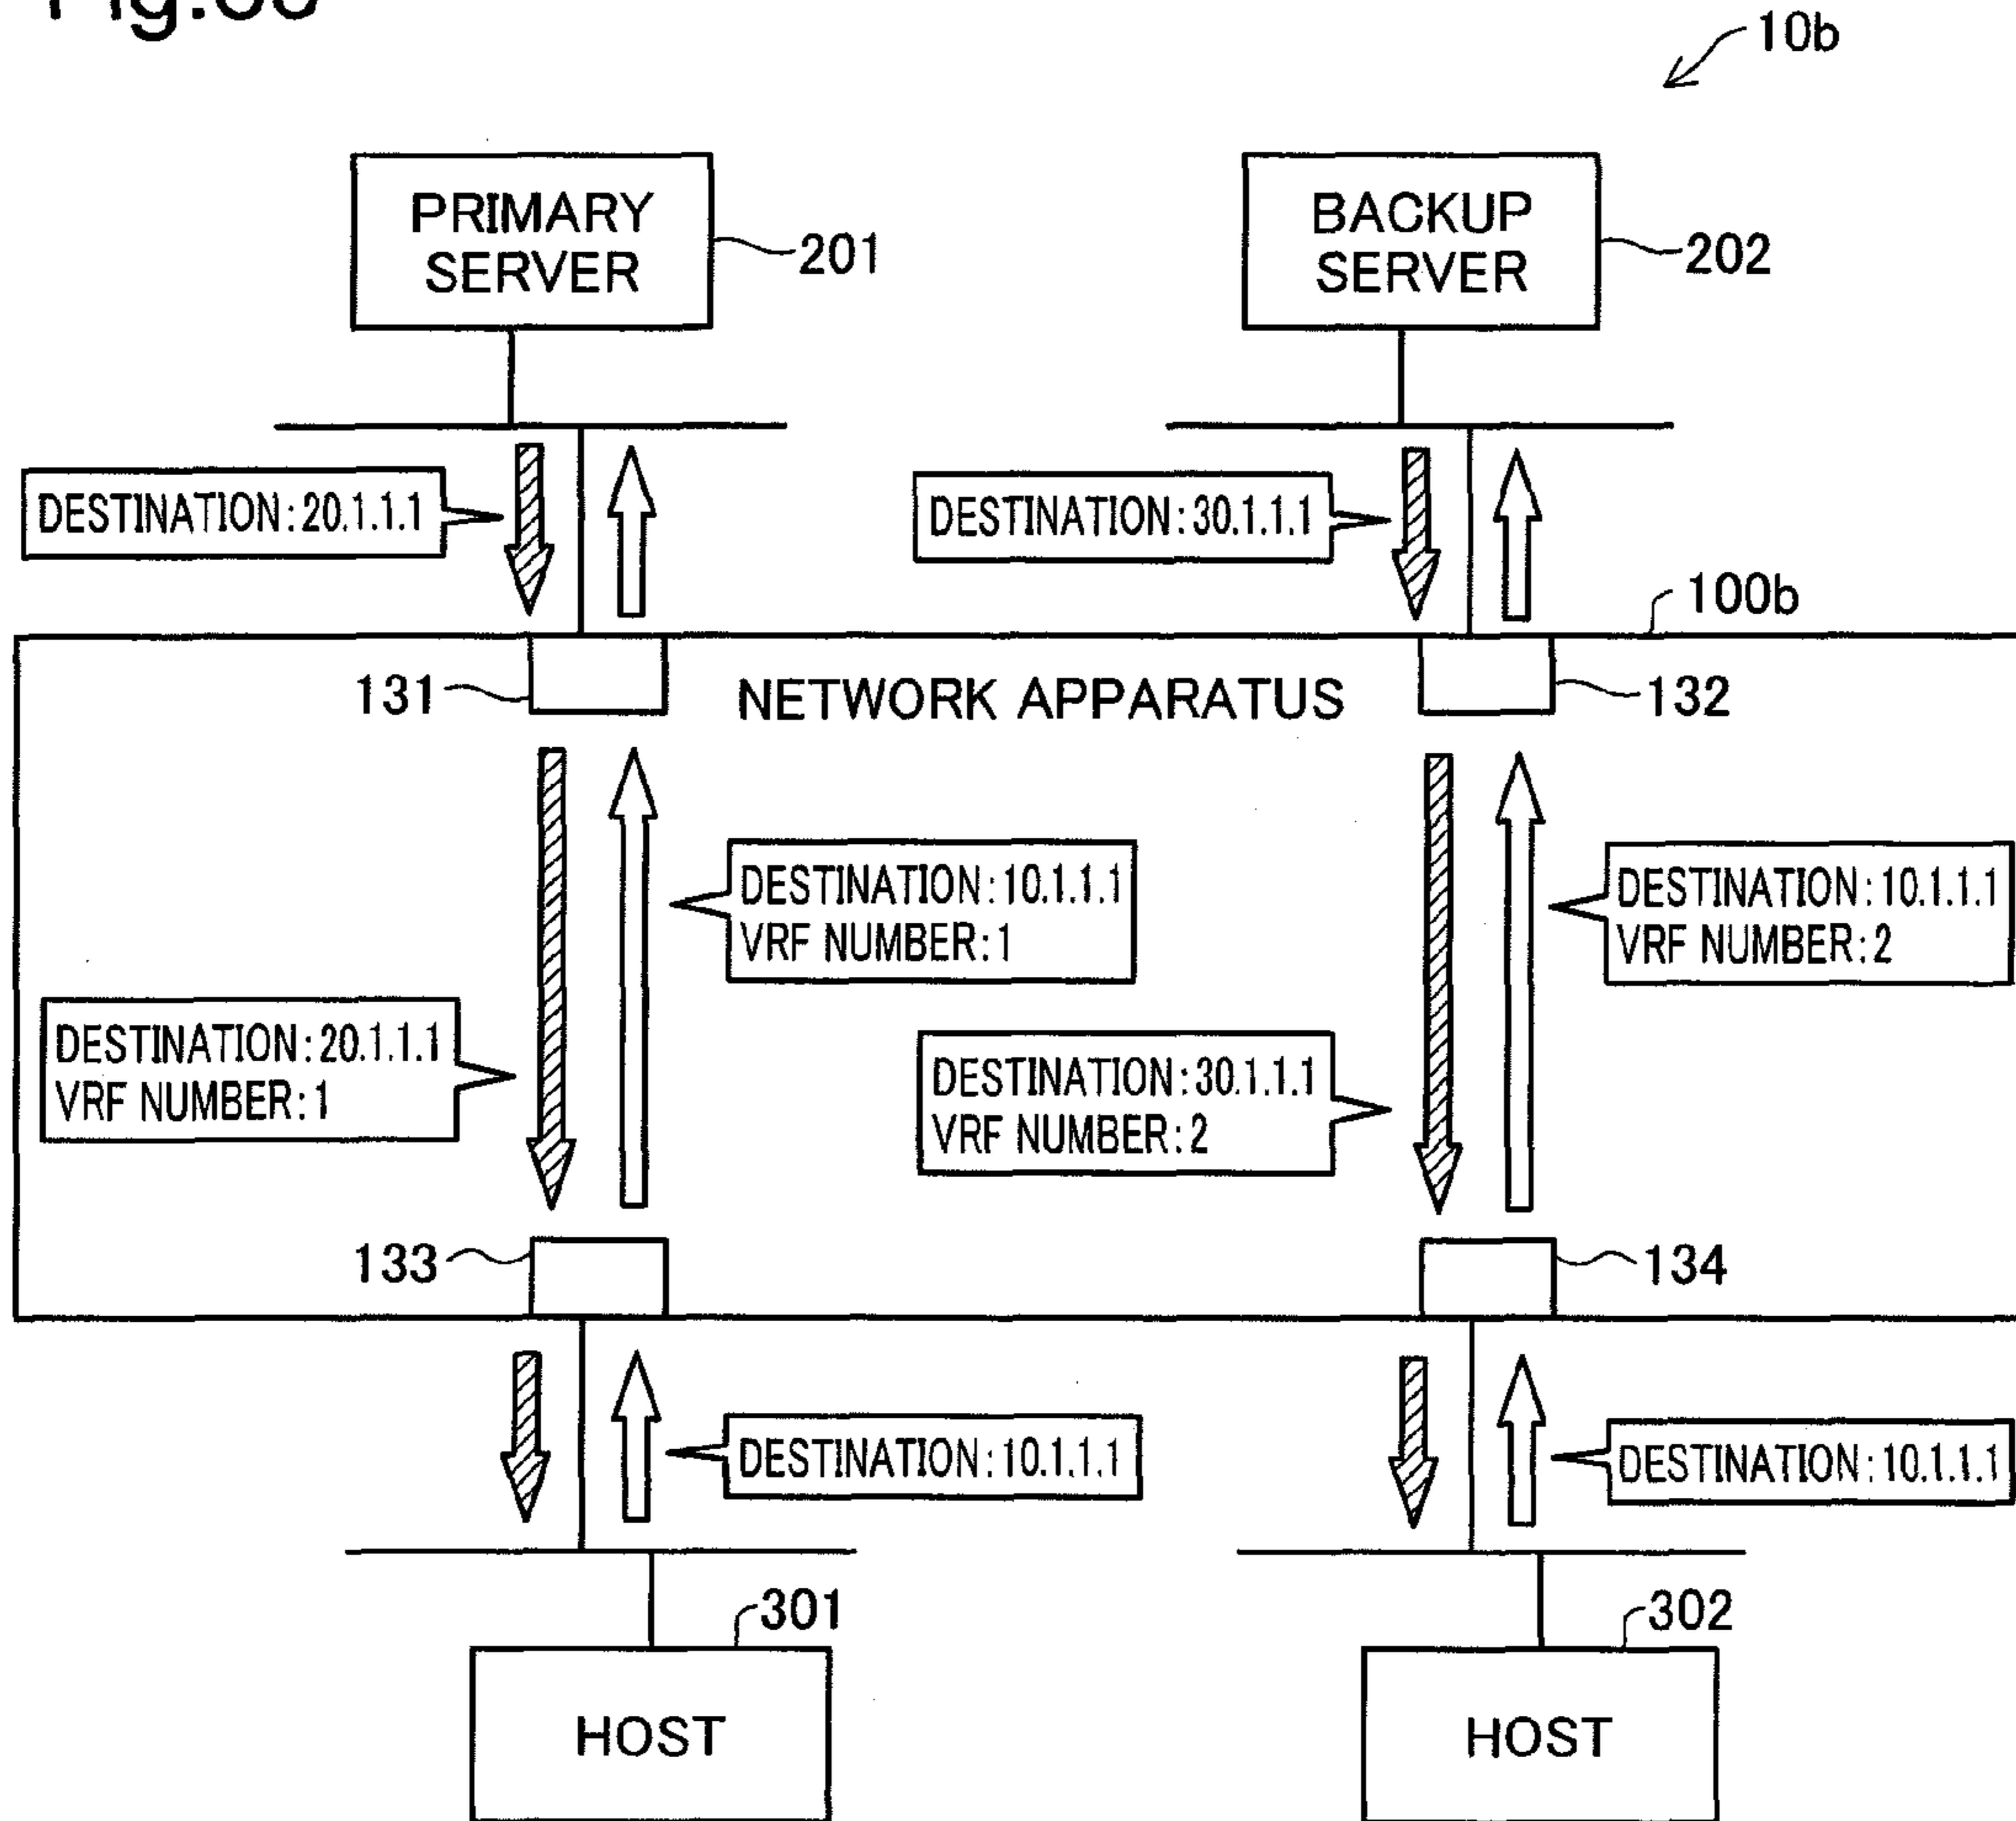 10b
PRIMARY
SERVER
201
BACKUP
SERVER
202
DESTINATION:20.1.1.1
DESTINATION:30.1.1.1
100b
131
NETWORK APPARATUS
132
DESTINATION:10.1.1.1
VRF NUMBER:1
DESTINATION:10.1.1.1
VRF NUMBER:2
DESTINATION:20.1.1.1
VRF NUMBER:1
DESTINATION:30.1.1.1
VRF NUMBER:2
133
134
DESTINATION:10.1.1.1
DESTINATION:10.1.1.1
301
302
HOST
HOST